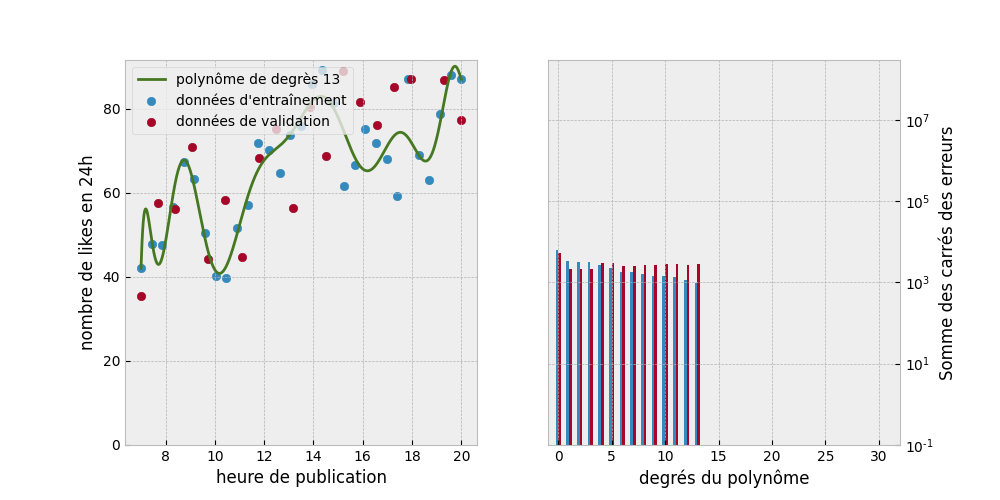 polynôme de degrès 13
données d'entraînement
données de validation
nombre de likes en 24h
80
60
40
20
0
8 10 12 14 16 18 20
heure de publication
10^7
10^5
10^3
10^1
10^-1
Somme des carrés des erreurs
0 5 10 15 20 25 30
degrés du polynôme